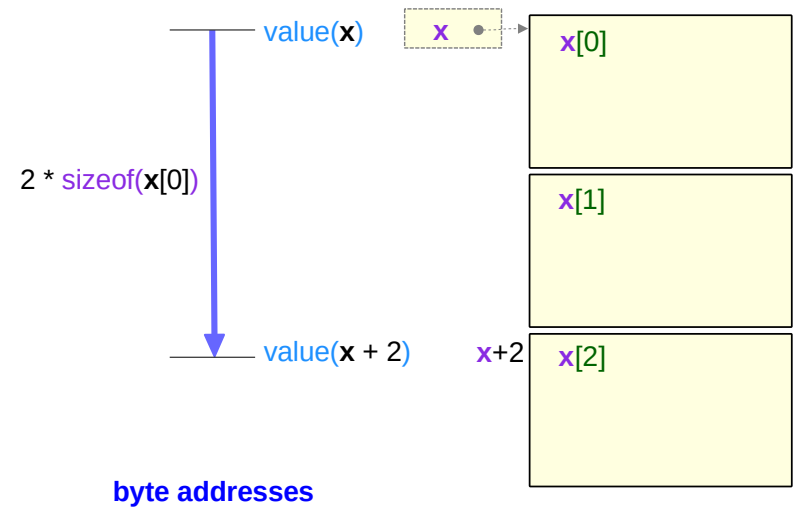 value(x)
x
x[0]
2 * sizeof(x[0])
x[1]
value(x + 2)
x+2
x[2]
byte addresses